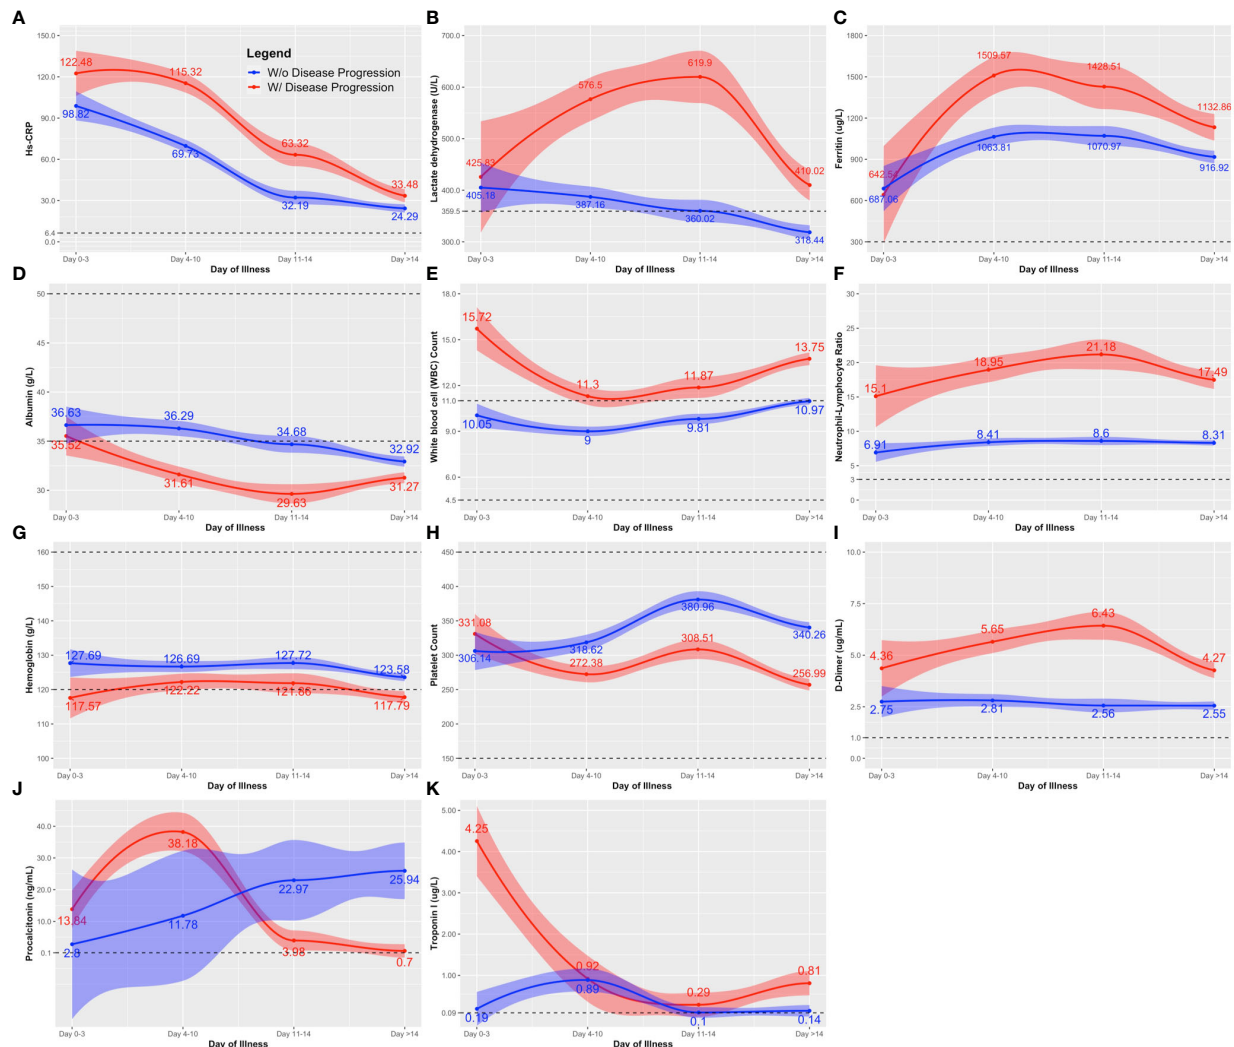 A
150.0
120.0
90.0
60.0
30.0
6.4
0.0
Hs-CRP
122.48
115.32
63.32
33.48
98.82
69.73
32.19
24.29
Legend
W/o Disease Progression
W/ Disease Progression
Day 0-3
Day 4-10
Day 11-14
Day >14
Day of Illness
B
700.0
600.0
500.0
400.0
359.5
300.0
Lactate dehydrogenase (U/L)
425.83
576.5
619.9
410.02
405.18
387.16
360.02
318.44
Day 0-3
Day 4-10
Day 11-14
Day >14
Day of Illness
C
1800
1500
1200
900
600
300
Ferritin (ug/L)
1509.57
1428.51
1132.86
687.06
1063.81
1070.97
916.92
Day 0-3
Day 4-10
Day 11-14
Day >14
Day of Illness
D
50
40
35
30
Albumin (g/L)
36.63
36.29
34.68
32.92
35.52
31.61
29.63
31.27
Day 0-3
Day 4-10
Day 11-14
Day >14
Day of Illness
E
18.0
15.0
12.0
11.0
9.0
6.0
4.5
White blood cell (WBC) Count
15.72
11.3
11.87
13.75
10.05
9
9.81
10.97
Day 0-3
Day 4-10
Day 11-14
Day >14
Day of Illness
F
30
25
20
15
10
5
3
0
Neutrophil-Lymphocyte Ratio
15.1
18.95
21.18
17.49
6.91
8.41
8.6
8.31
Day 0-3
Day 4-10
Day 11-14
Day >14
Day of Illness
G
160
150
140
130
120
110
100
Hemoglobin (g/L)
127.69
126.69
127.72
123.58
117.57
122.22
121.86
117.79
Day 0-3
Day 4-10
Day 11-14
Day >14
Day of Illness
H
450
400
350
300
250
200
150
Platelet Count
331.08
272.38
308.51
256.99
306.14
318.62
380.96
340.26
Day 0-3
Day 4-10
Day 11-14
Day >14
Day of Illness
I
10.0
7.5
5.0
2.5
1.0
0.0
D-Dimer (ug/mL)
4.36
5.65
6.43
4.27
2.75
2.81
2.56
2.55
Day 0-3
Day 4-10
Day 11-14
Day >14
Day of Illness
J
40.0
30.0
20.0
10.0
0.1
Procalcitonin (ng/mL)
13.84
38.18
3.98
0.7
2.8
11.78
22.97
25.94
Day 0-3
Day 4-10
Day 11-14
Day >14
Day of Illness
K
5.00
4.00
3.00
2.00
1.00
0.09
Troponin I (ug/L)
4.25
0.92
0.29
0.81
0.19
0.89
0.1
0.14
Day 0-3
Day 4-10
Day 11-14
Day >14
Day of Illness